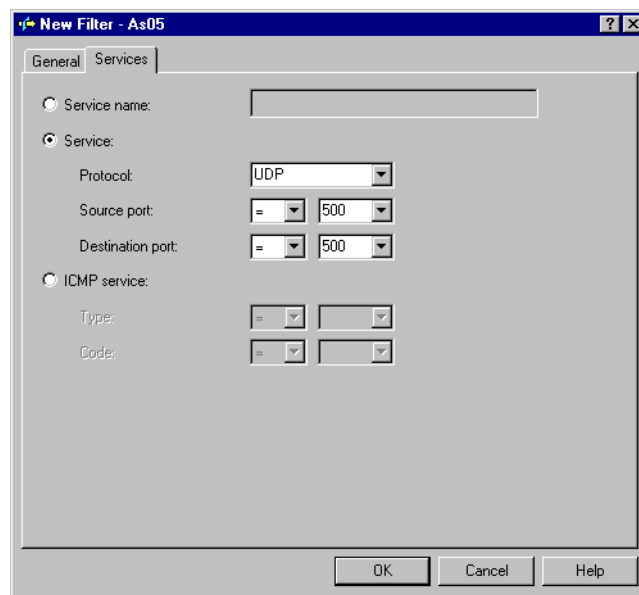 New Filter - As05
General Services
Service name:
Service:
Protocol: UDP
Source port: = 500
Destination port: = 500
ICMP service:
Type: =
Code: =
OK Cancel Help